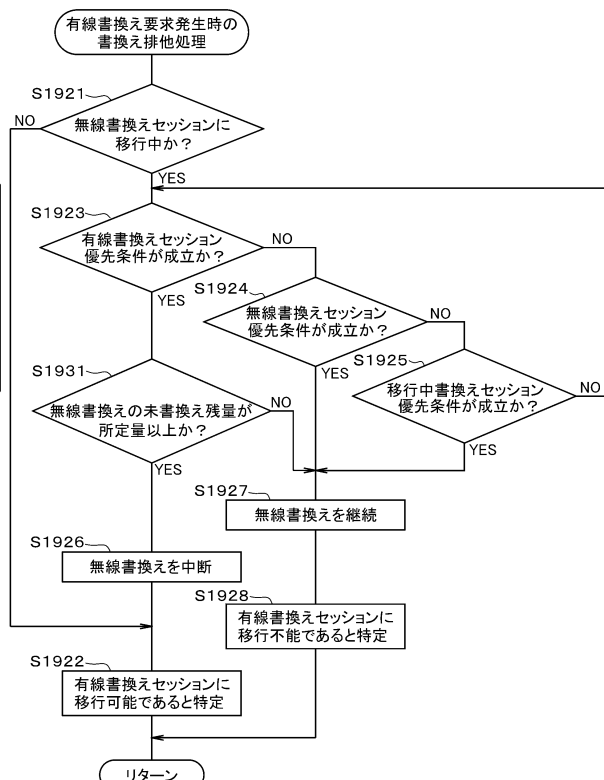 有線書換え要求発生時の
書換え排他処理
S1921
NO
無線書換えセッションに
移行中か？
YES
S1923
有線書換えセッション
優先条件が成立か？
NO
YES
S1924
無線書換えセッション
優先条件が成立か？
NO
YES
S1925
移行中書換えセッション
優先条件が成立か？
NO
YES
S1931
無線書換えの未書換え残量が
所定量以上か？
NO
YES
S1927
無線書換えを継続
S1926
無線書換えを中断
S1928
有線書換えセッションに
移行不能であると特定
S1922
有線書換えセッションに
移行可能であると特定
リターン